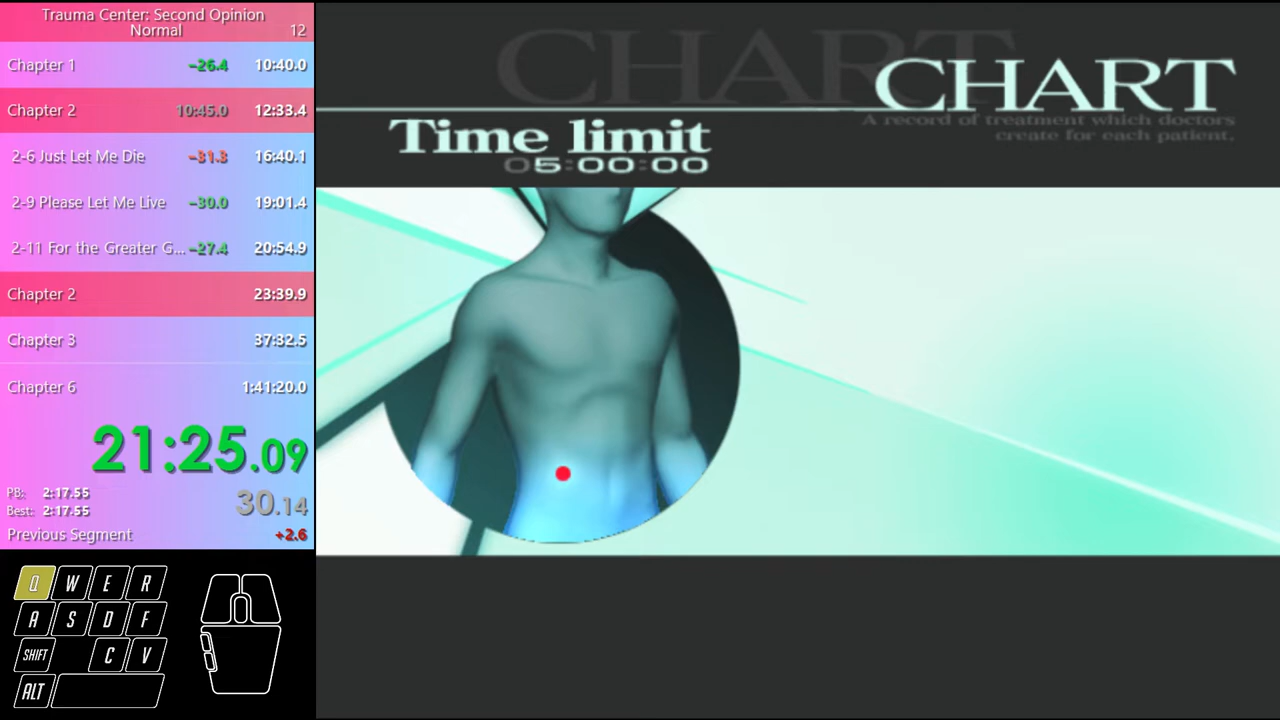 Trauma Center: Second Opinion
Normal 12
Chapter 1 -26.4 10:40.0
Chapter 2 10:45.0 12:33.4
2-6 Just Let Me Die -31.3 16:40.1
2-9 Please Let Me Live -30.0 19:01.4
2-11 For the Greater G... -27.4 20:54.9
Chapter 2 23:39.9
Chapter 3 37:32.5
Chapter 6 1:41:20.0
21:25.09
PB: 2:17.55
Best: 2:17.55
30.14
Previous Segment +2.6
Q W E R
A S D F
SHIFT C V
ALT
CHART
CHART
A record of treatment which doctors
create for each patient.
Time limit
05:00:00